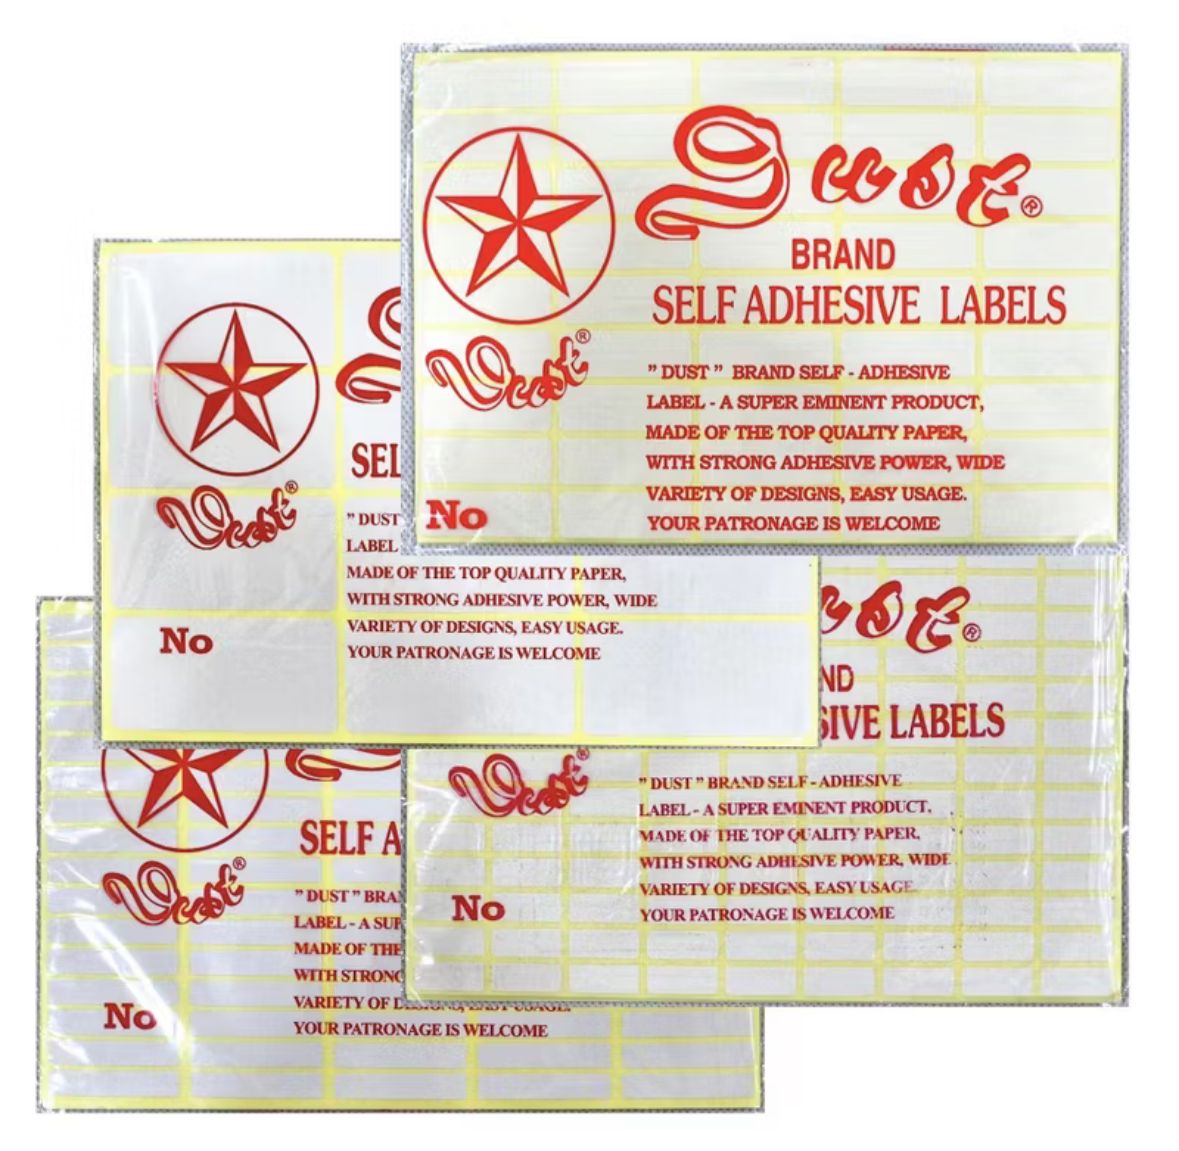 Dust®
BRAND
SELF ADHESIVE LABELS
Dust®
" DUST " BRAND SELF - ADHESIVE
LABEL - A SUPER EMINENT PRODUCT,
MADE OF THE TOP QUALITY PAPER,
WITH STRONG ADHESIVE POWER, WIDE
VARIETY OF DESIGNS, EASY USAGE.
YOUR PATRONAGE IS WELCOME
No
SEL
Dust®
" DUST
LABEL
MADE OF THE TOP QUALITY PAPER,
WITH STRONG ADHESIVE POWER, WIDE
VARIETY OF DESIGNS, EASY USAGE.
YOUR PATRONAGE IS WELCOME
No
ust®
ND
SIVE LABELS
Dust®
" DUST " BRAND SELF - ADHESIVE
LABEL - A SUPER EMINENT PRODUCT,
MADE OF THE TOP QUALITY PAPER,
WITH STRONG ADHESIVE POWER, WIDE
VARIETY OF DESIGNS, EASY USAGE.
YOUR PATRONAGE IS WELCOME
No
SELF A
Dust®
" DUST " BRA
LABEL - A SUP
MADE OF THE
WITH STRONG
VARIETY OF DESIGNS, EASY USAGE.
YOUR PATRONAGE IS WELCOME
No